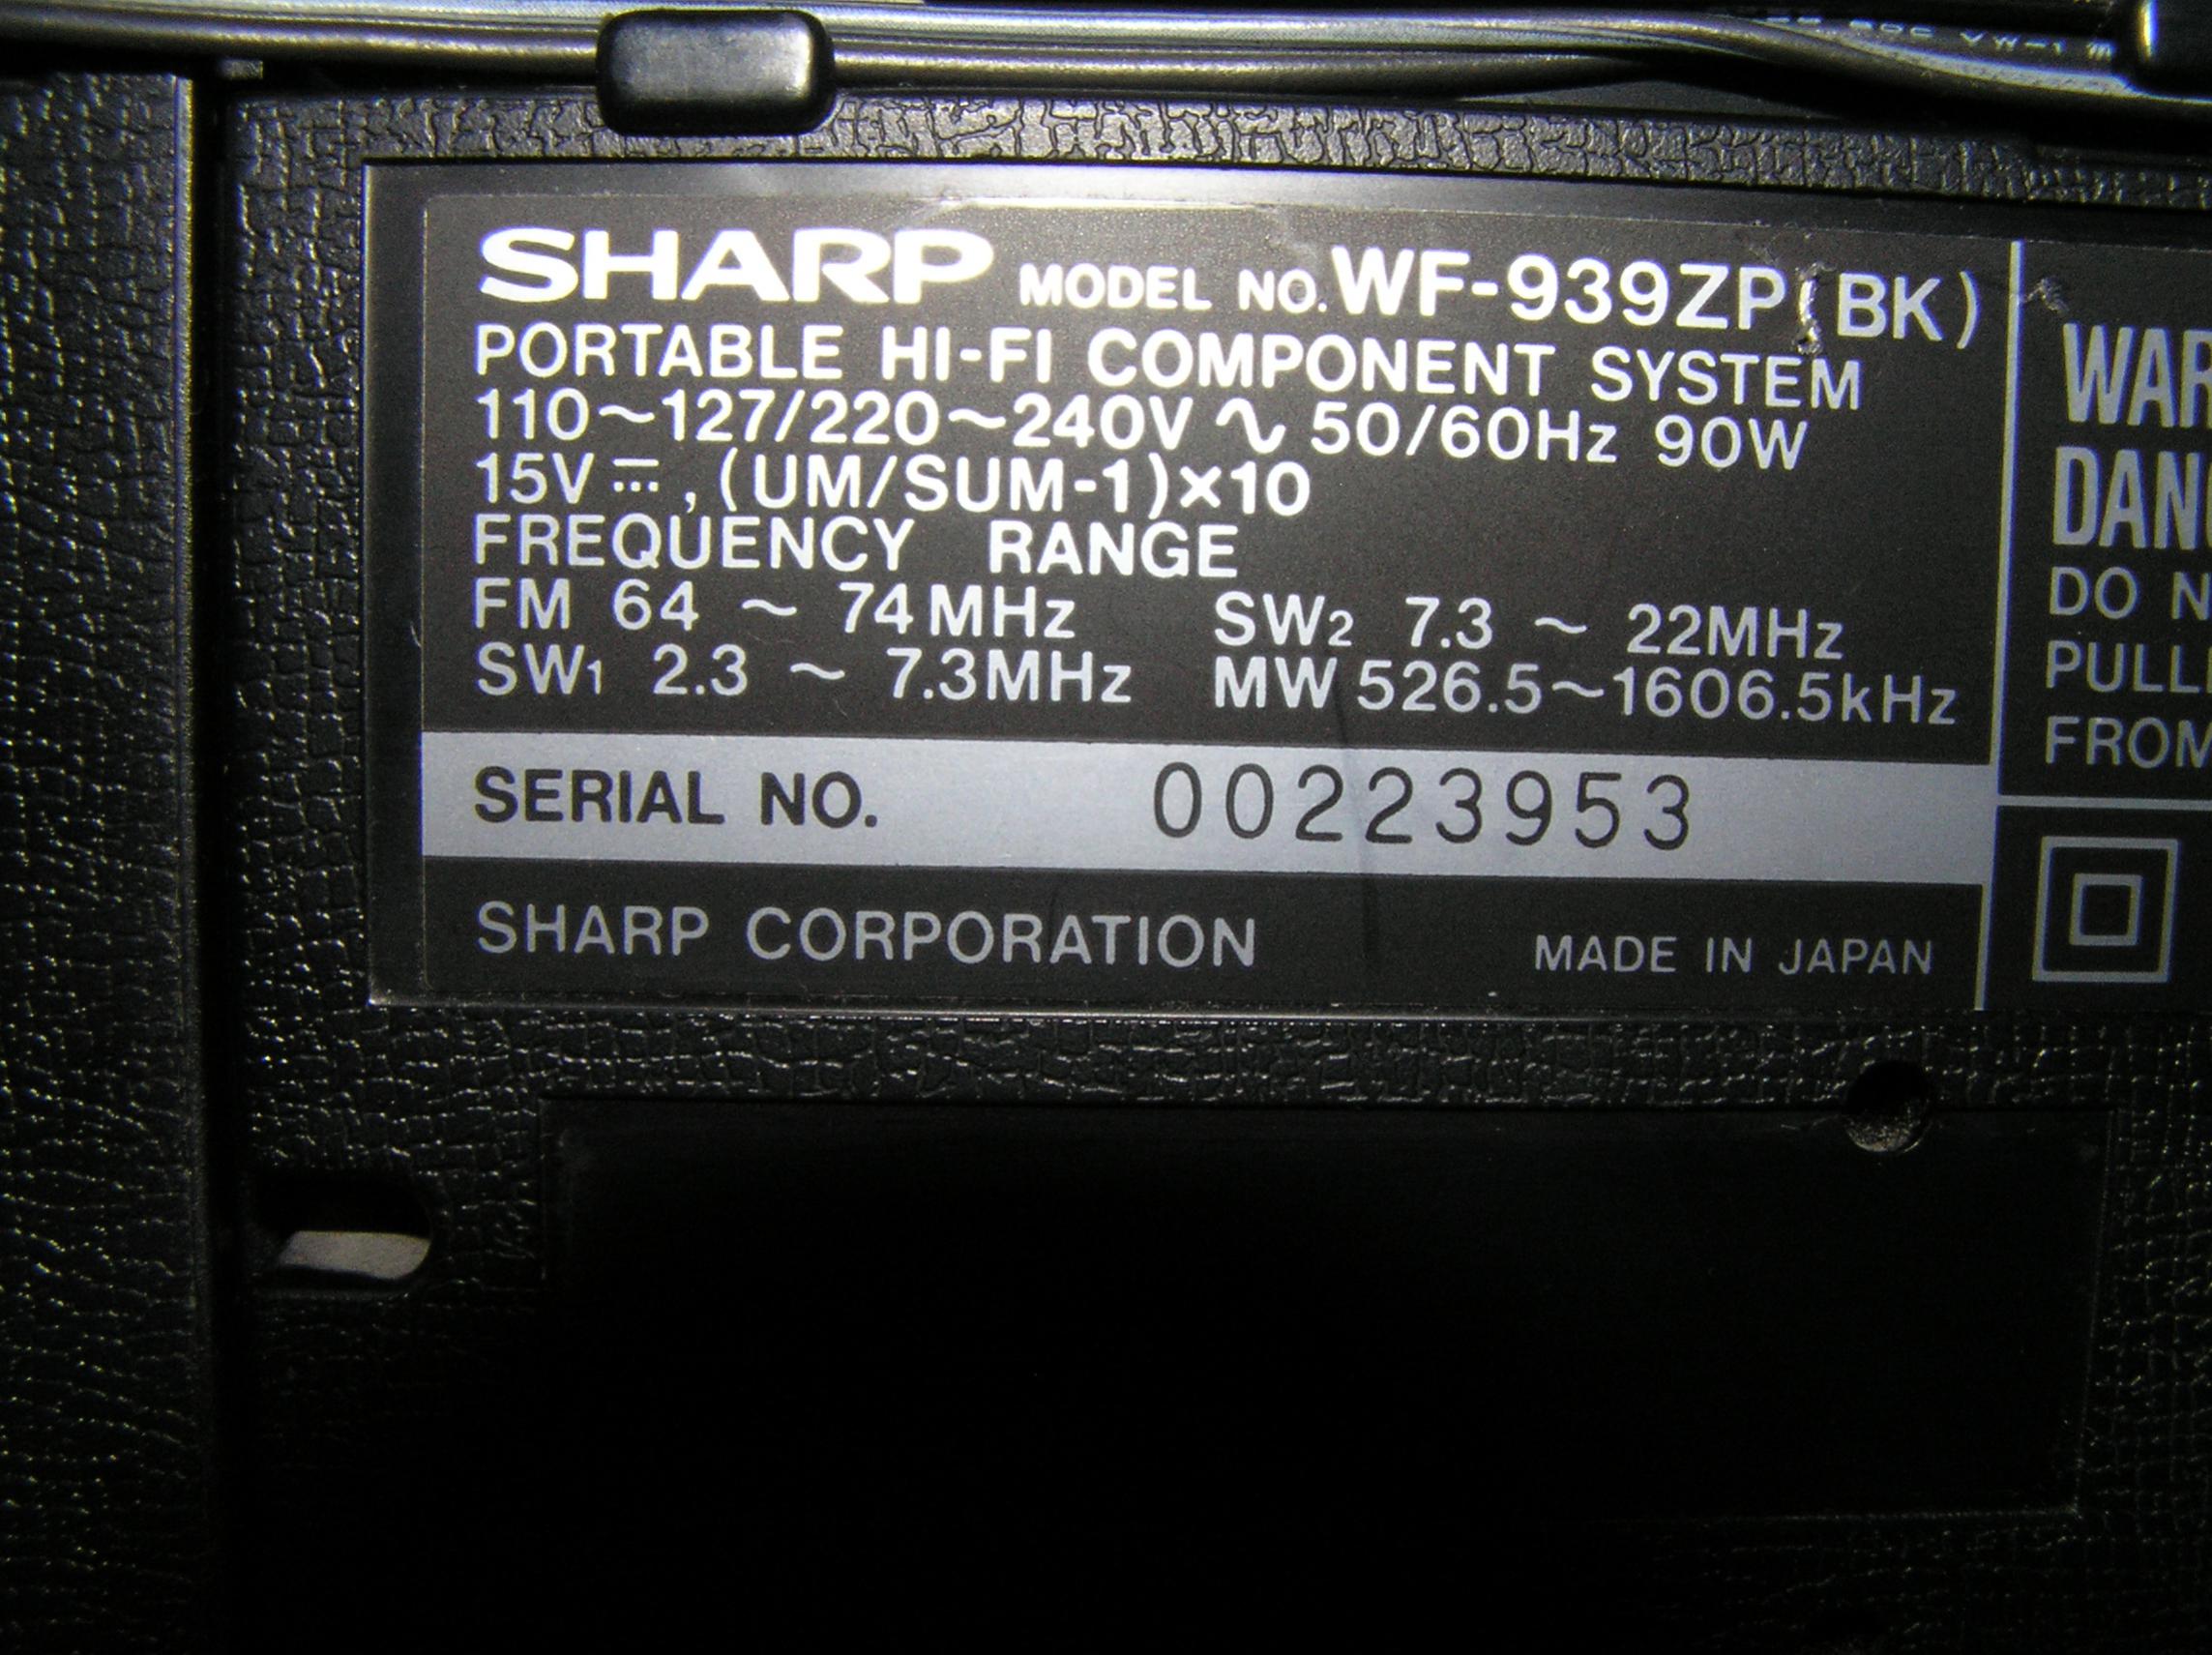 SHARP MODEL NO. WF-939ZP(BK)
PORTABLE HI-FI COMPONENT SYSTEM
110~127/220~240V ∿ 50/60Hz 90W
15V ⎓, (UM/SUM-1)×10
FREQUENCY RANGE
FM 64 ~ 74MHz SW2 7.3 ~ 22MHz
SW1 2.3 ~ 7.3MHz MW 526.5~1606.5kHz
SERIAL NO. 00223953
SHARP CORPORATION MADE IN JAPAN
WAR
DAN
DO N
PULL
FROM
VW-1